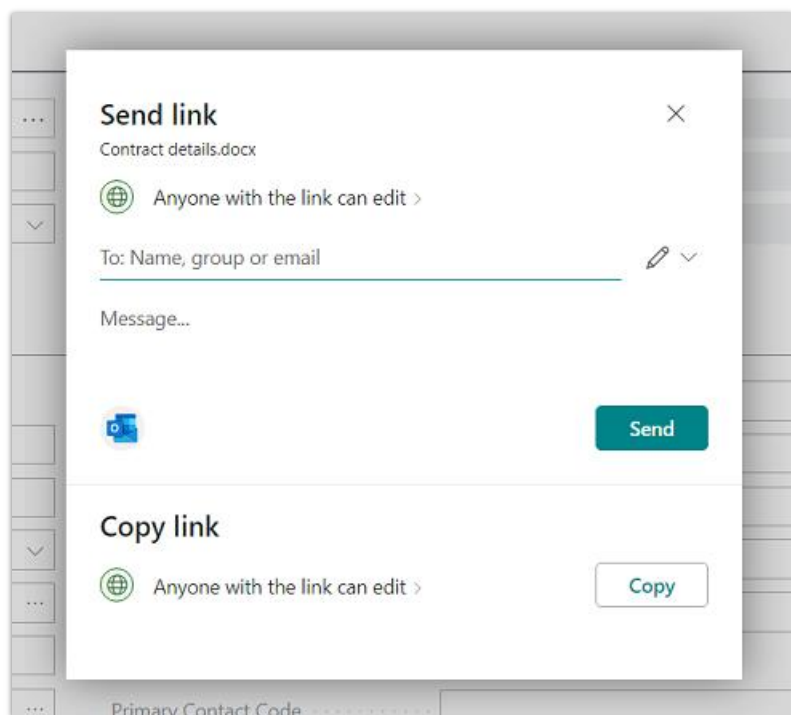 Send link
Contract details.docx
Anyone with the link can edit
To: Name, group or email
Message...
Send
Copy link
Anyone with the link can edit
Copy
Primary Contact Code